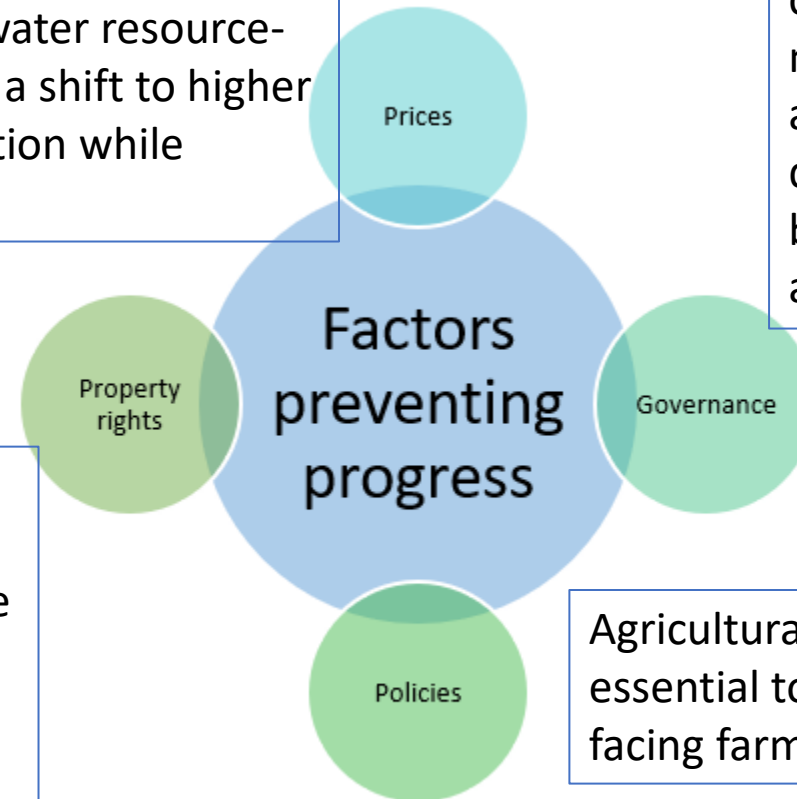 water resource-
a shift to higher
tion while
Prices
Factors
preventing
progress
Property
rights
Governance
Policies
Agricultura
essential to
facing farm